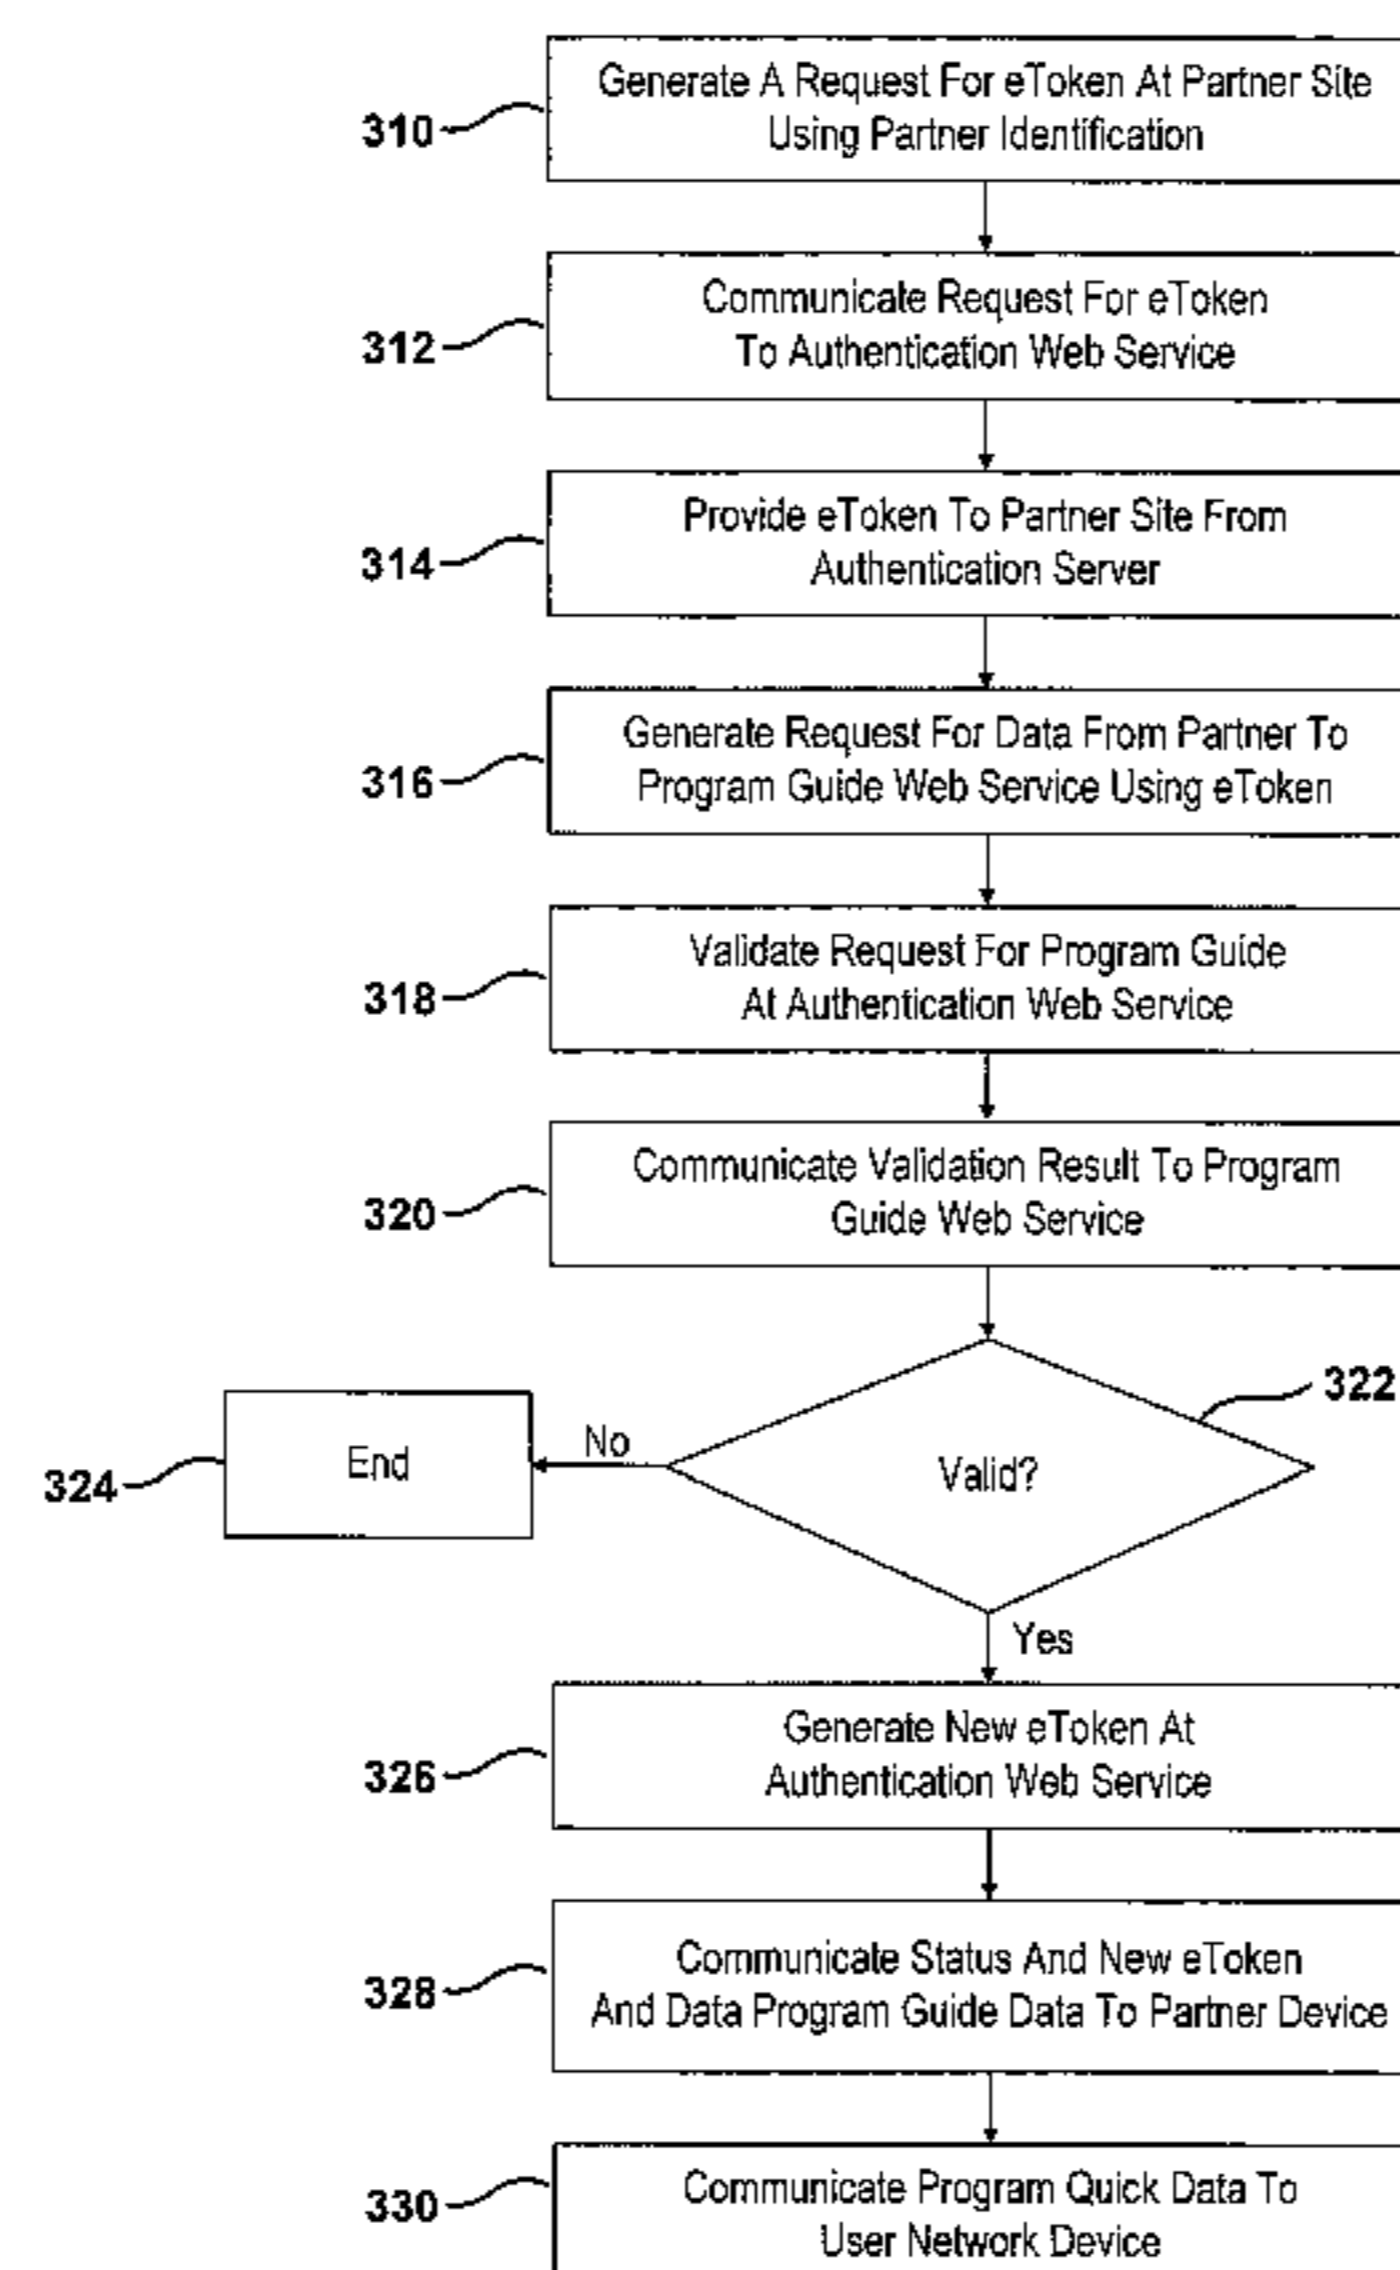 Generate A Request For eToken At Partner Site
Using Partner Identification
310
Communicate Request For eToken
To Authentication Web Service
312
Provide eToken To Partner Site From
Authentication Server
314
Generate Request For Data From Partner To
Program Guide Web Service Using eToken
316
Validate Request For Program Guide
At Authentication Web Service
318
Communicate Validation Result To Program
Guide Web Service
320
322
Valid?
No
End
324
Yes
Generate New eToken At
Authentication Web Service
326
Communicate Status And New eToken
And Data Program Guide Data To Partner Device
328
Communicate Program Quick Data To
User Network Device
330